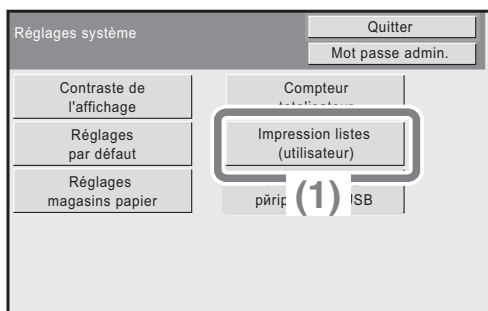 Réglages système
Quitter
Mot passe admin.
Contraste de
l'affichage
Compteur
Réglages
par défaut
Impression listes
(utilisateur)
Réglages
magasins papier
(1)